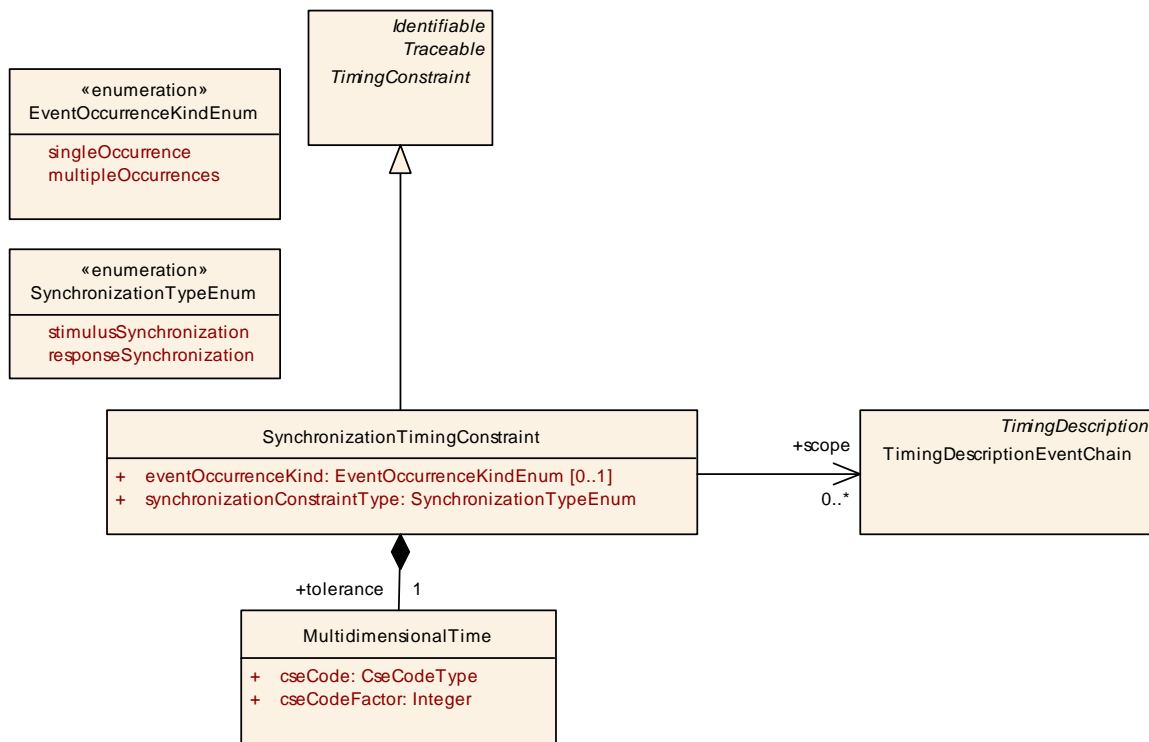 Identifiable
Traceable
TimingConstraint
«enumeration»
EventOccurrenceKindEnum
singleOccurrence
multipleOccurrences
«enumeration»
SynchronizationTypeEnum
stimulusSynchronization
responseSynchronization
SynchronizationTimingConstraint
+ eventOccurrenceKind: EventOccurrenceKindEnum [0..1]
+ synchronizationConstraintType: SynchronizationTypeEnum
+scope
0..*
TimingDescription
TimingDescriptionEventChain
+tolerance 1
MultidimensionalTime
+ cseCode: CseCodeType
+ cseCodeFactor: Integer